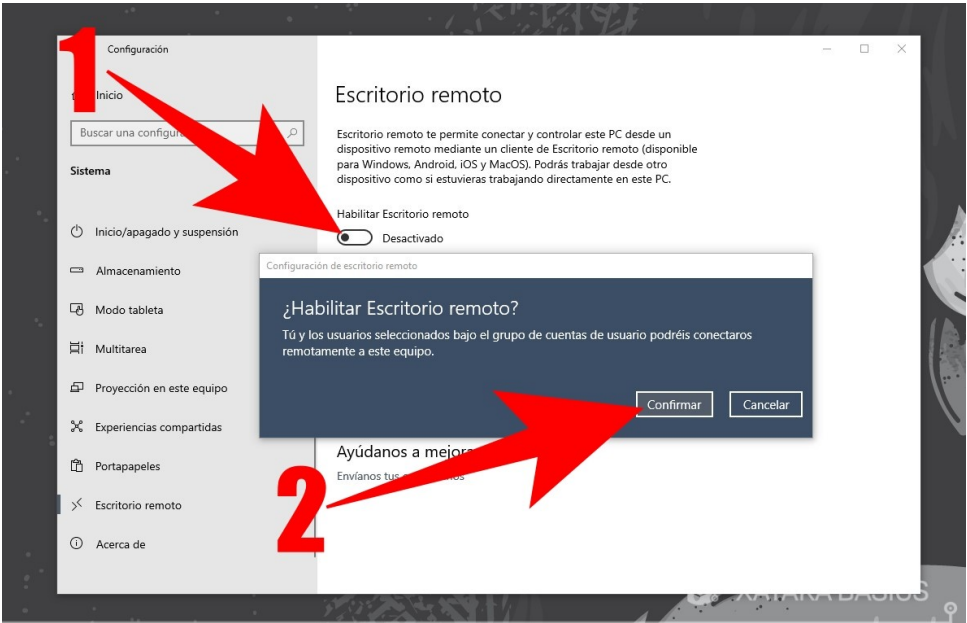 1
Configuración
Inicio
Buscar una configu
Sistema
Inicio/apagado y suspensión
Almacenamiento
Modo tableta
Multitarea
Proyección en este equipo
Experiencias compartidas
Portapapeles
Escritorio remoto
Acerca de
Escritorio remoto
Escritorio remoto te permite conectar y controlar este PC desde un
dispositivo remoto mediante un cliente de Escritorio remoto (disponible
para Windows, Android, iOS y MacOS). Podrás trabajar desde otro
dispositivo como si estuvieras trabajando directamente en este PC.
Habilitar Escritorio remoto
Desactivado
Configuración de escritorio remoto
¿Habilitar Escritorio remoto?
Tú y los usuarios seleccionados bajo el grupo de cuentas de usuario podréis conectaros
remotamente a este equipo.
Confirmar
Cancelar
Ayúdanos a mejora
Envíanos tus
2
XATAKA BASICS